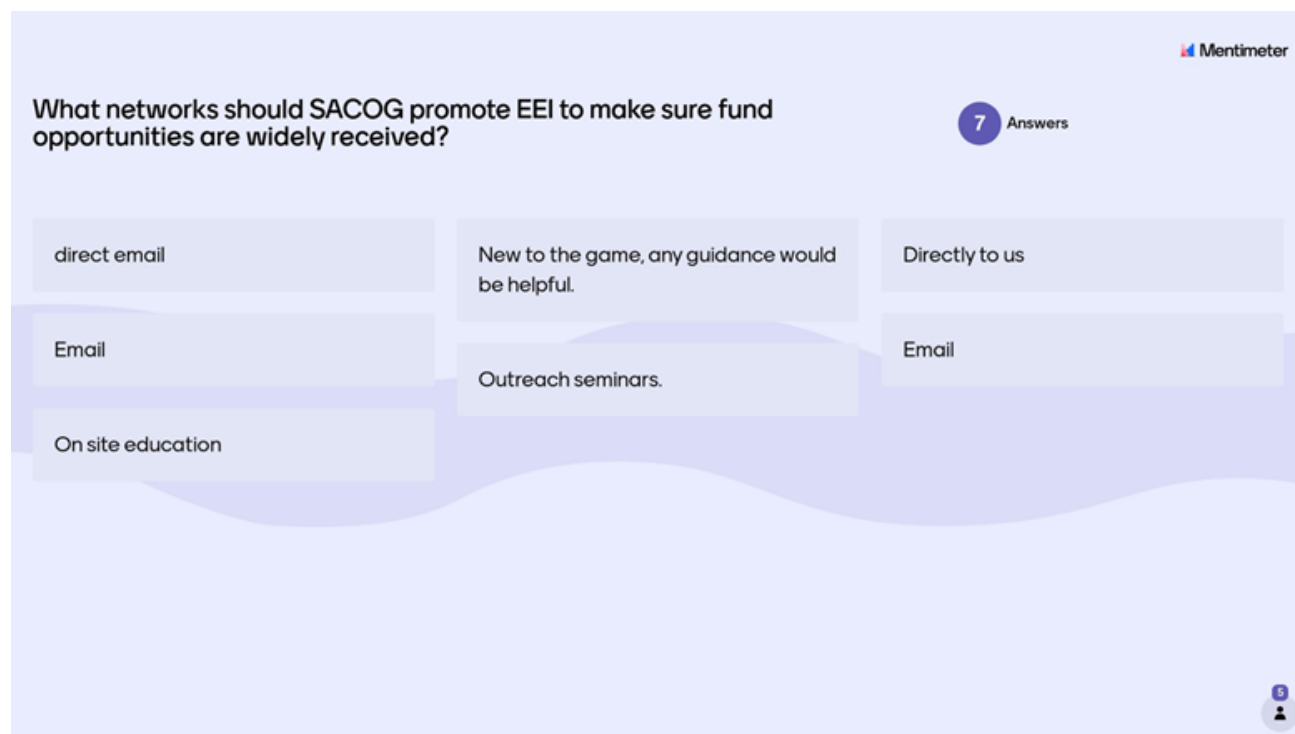 Mentimeter
What networks should SACOG promote EEI to make sure fund
opportunities are widely received?
7 Answers
direct email
Email
On site education
New to the game, any guidance would
be helpful.
Outreach seminars.
Directly to us
Email
5